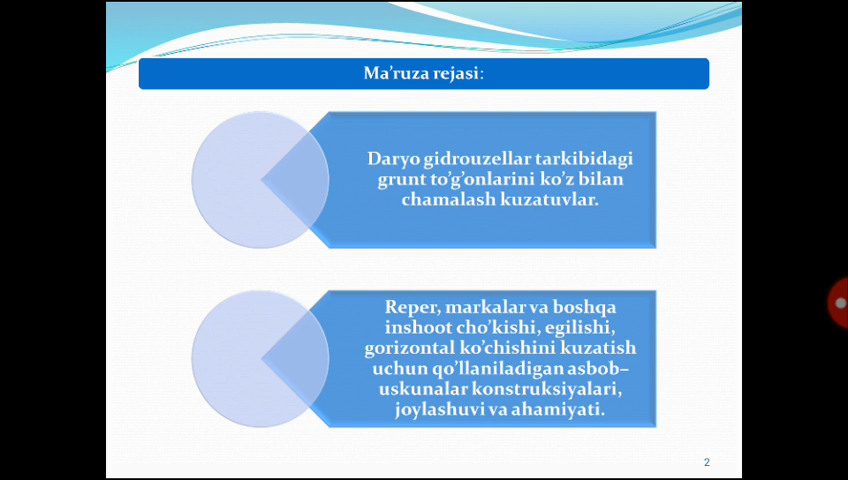 Ma’ruza rejasi:
Daryo gidrouzellar tarkibidagi
grunt to’g’onlarini ko’z bilan
chamalash kuzatuvlar.
Reper, markalar va boshqa
inshoot cho’kishi, egilishi,
gorizontal ko’chishini kuzatish
uchun qo’llaniladigan asbob–
uskunalar konstruksiyalari,
joylashuvi va ahamiyati.
2